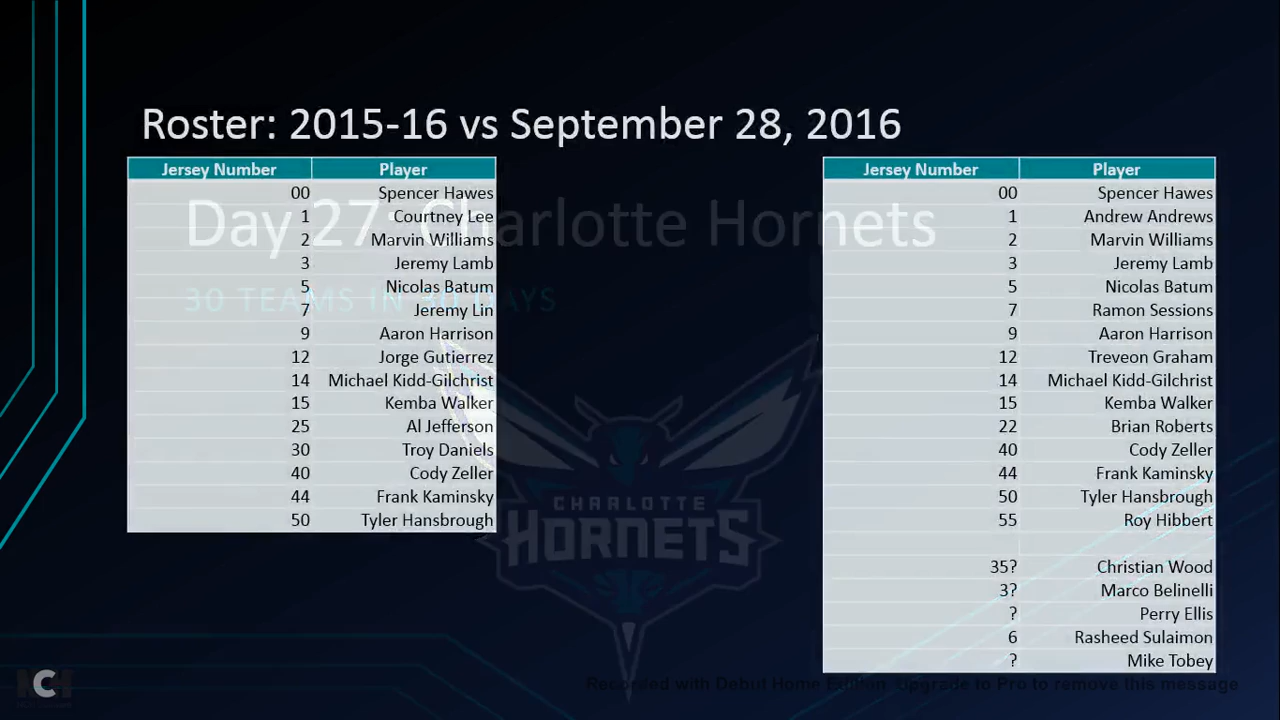 Roster: 2015-16 vs September 28, 2016
Day 27: Charlotte Hornets
30 TEAMS IN 30 DAYS
Jersey Number Player
00 Spencer Hawes
1 Courtney Lee
2 Marvin Williams
3 Jeremy Lamb
5 Nicolas Batum
7 Jeremy Lin
9 Aaron Harrison
12 Jorge Gutierrez
14 Michael Kidd-Gilchrist
15 Kemba Walker
25 Al Jefferson
30 Troy Daniels
40 Cody Zeller
44 Frank Kaminsky
50 Tyler Hansbrough
Jersey Number Player
00 Spencer Hawes
1 Andrew Andrews
2 Marvin Williams
3 Jeremy Lamb
5 Nicolas Batum
7 Ramon Sessions
9 Aaron Harrison
12 Treveon Graham
14 Michael Kidd-Gilchrist
15 Kemba Walker
22 Brian Roberts
40 Cody Zeller
44 Frank Kaminsky
50 Tyler Hansbrough
55 Roy Hibbert
35? Christian Wood
3? Marco Belinelli
? Perry Ellis
6 Rasheed Sulaimon
? Mike Tobey
CHARLOTTE
HORNETS
Recorded with Debut Home Edition. Upgrade to Pro to remove this message